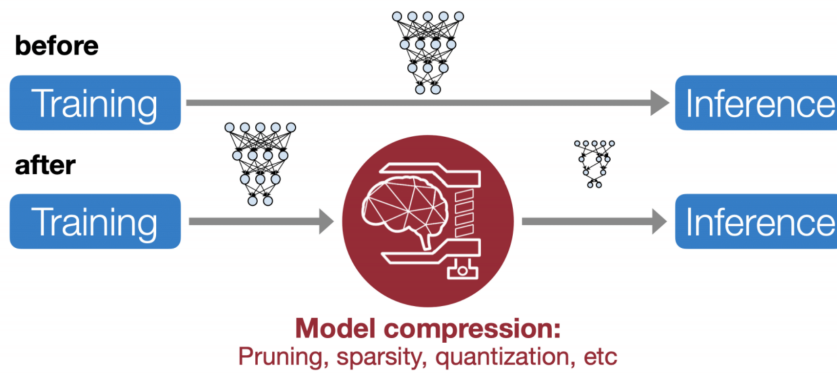 before
Training
Inference
after
Training
Inference
Model compression:
Pruning, sparsity, quantization, etc